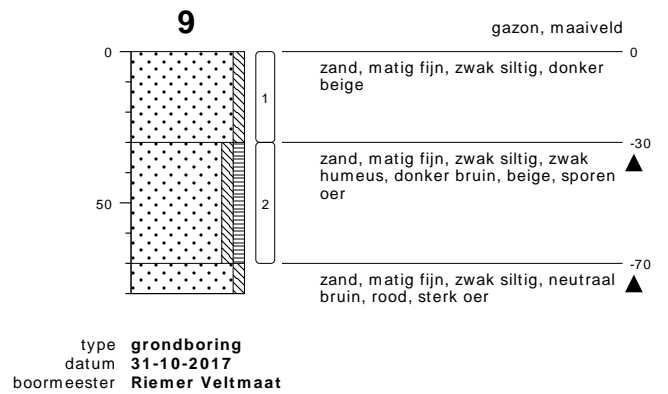 9
gazon, maaiveld
0
0
zand, matig fijn, zwak siltig, donker
beige
1
-30
zand, matig fijn, zwak siltig, zwak
humeus, donker bruin, beige, sporen
oer
50
2
-70
zand, matig fijn, zwak siltig, neutraal
bruin, rood, sterk oer
type grondboring
datum 31-10-2017
boormeester Riemer Veltmaat